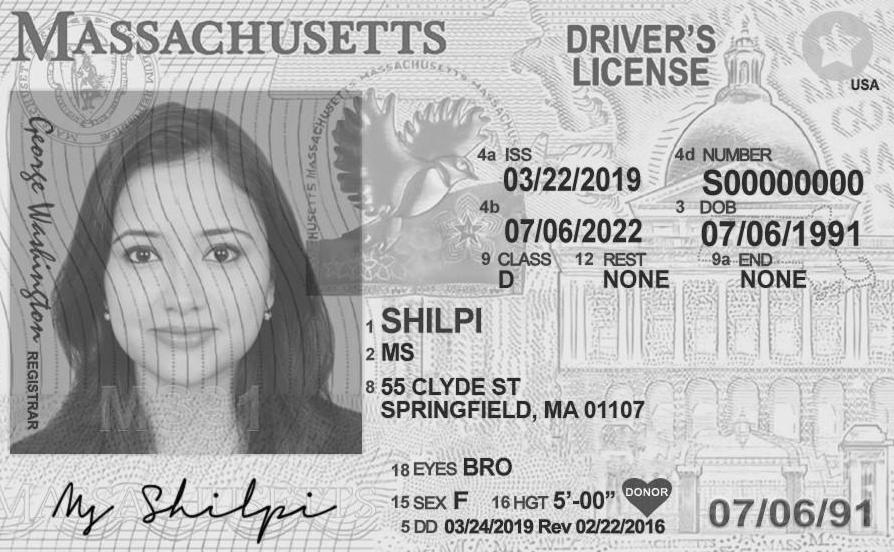 MASSACHUSETTS
DRIVER'S
LICENSE
USA
George Washington
REGISTRAR
4a ISS
03/22/2019
4d NUMBER
S00000000
4b
07/06/2022
3 DOB
07/06/1991
9 CLASS
D
12 REST
NONE
9a END
NONE
1 SHILPI
2 MS
8 55 CLYDE ST
SPRINGFIELD, MA 01107
18 EYES BRO
15 SEX F 16 HGT 5'-00"
DONOR
5 DD 03/24/2019 Rev 02/22/2016
07/06/91
My Shilpi